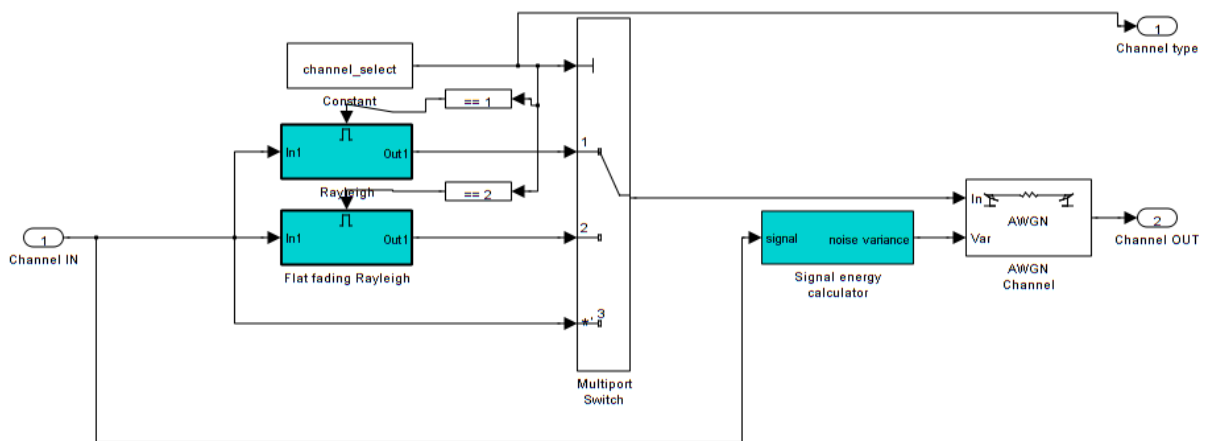 1
Channel type
channel_select
Constant
== 1
In1
Out1
1
Rayleigh
== 2
In1
Out1
2
Flat fading Rayleigh
1
Channel IN
*, 3
Multiport
Switch
signal
noise variance
Signal energy
calculator
In
AWGN
Var
AWGN
Channel
2
Channel OUT